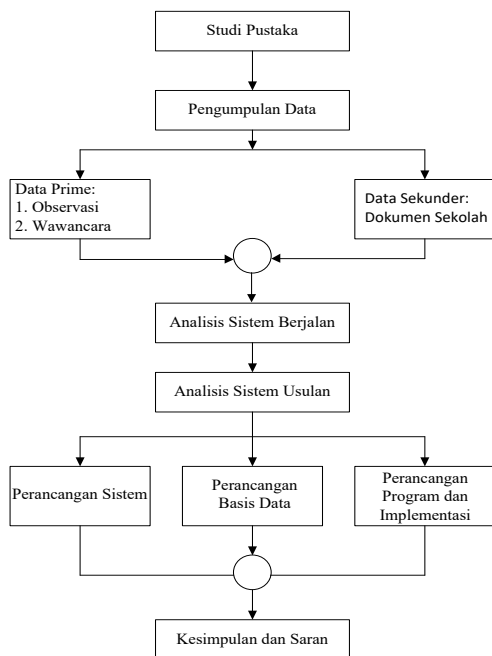 Studi Pustaka
Pengumpulan Data
Data Prime:
1. Observasi
2. Wawancara
Data Sekunder:
Dokumen Sekolah
Analisis Sistem Berjalan
Analisis Sistem Usulan
Perancangan Sistem
Perancangan
Basis Data
Perancangan
Program dan
Implementasi
Kesimpulan dan Saran